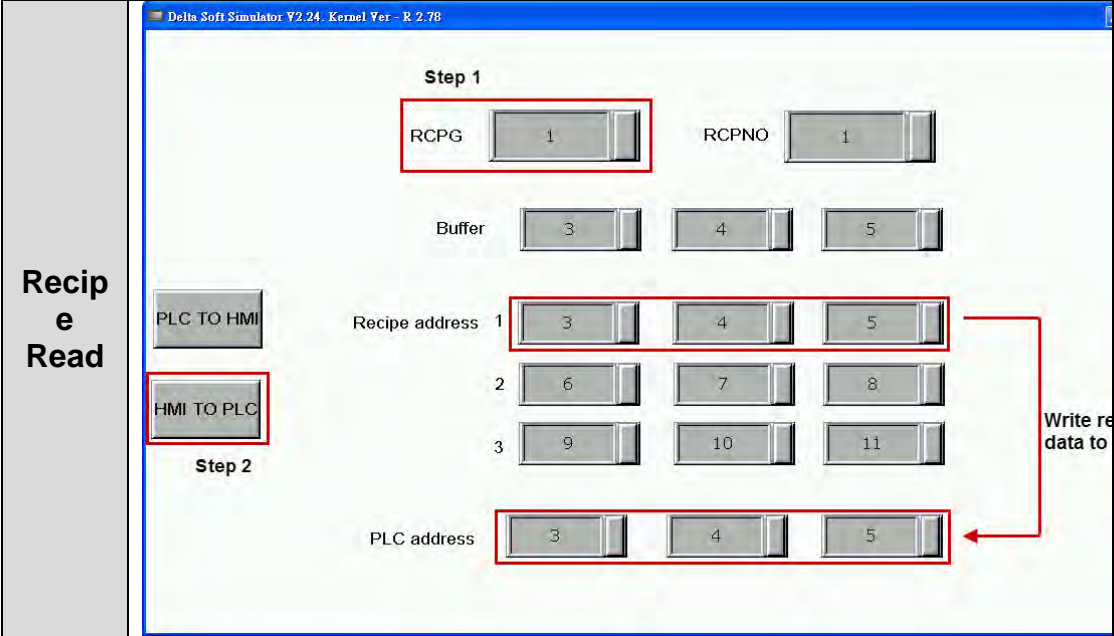 Delta Soft Simulator V2.24. Kernel Ver - R 2.78
Step 1
RCPG 1 RCPNO 1
Buffer 3 4 5
Recip
e
Read
PLC TO HMI
Recipe address 1 3 4 5
2 6 7 8
HMI TO PLC
3 9 10 11
Write re
data to
Step 2
PLC address 3 4 5